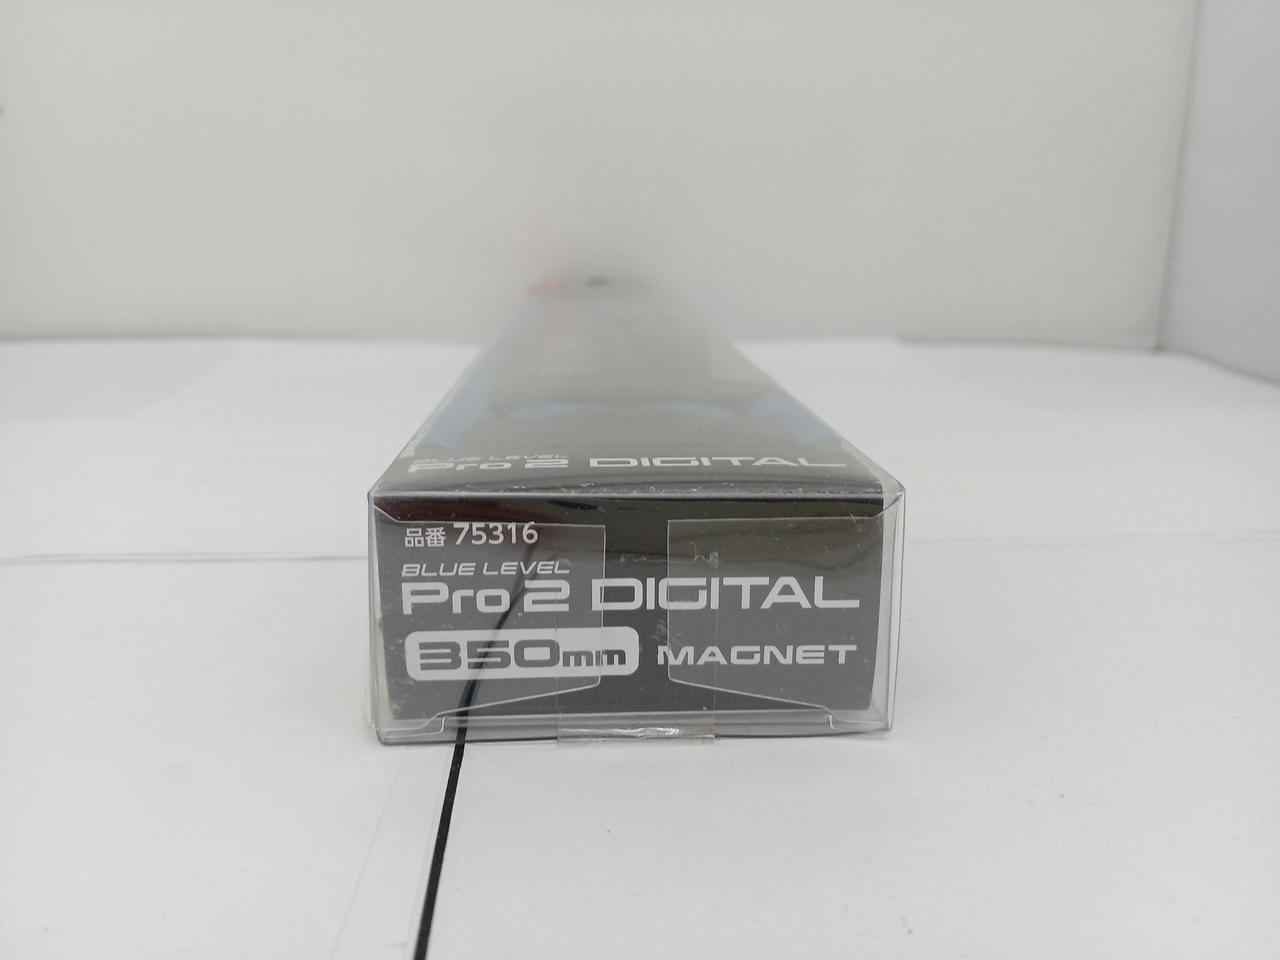 BLUE LEVEL
Pro 2 DIGITAL
品番 75316
BLUE LEVEL
Pro 2 DIGITAL
350mm MAGNET